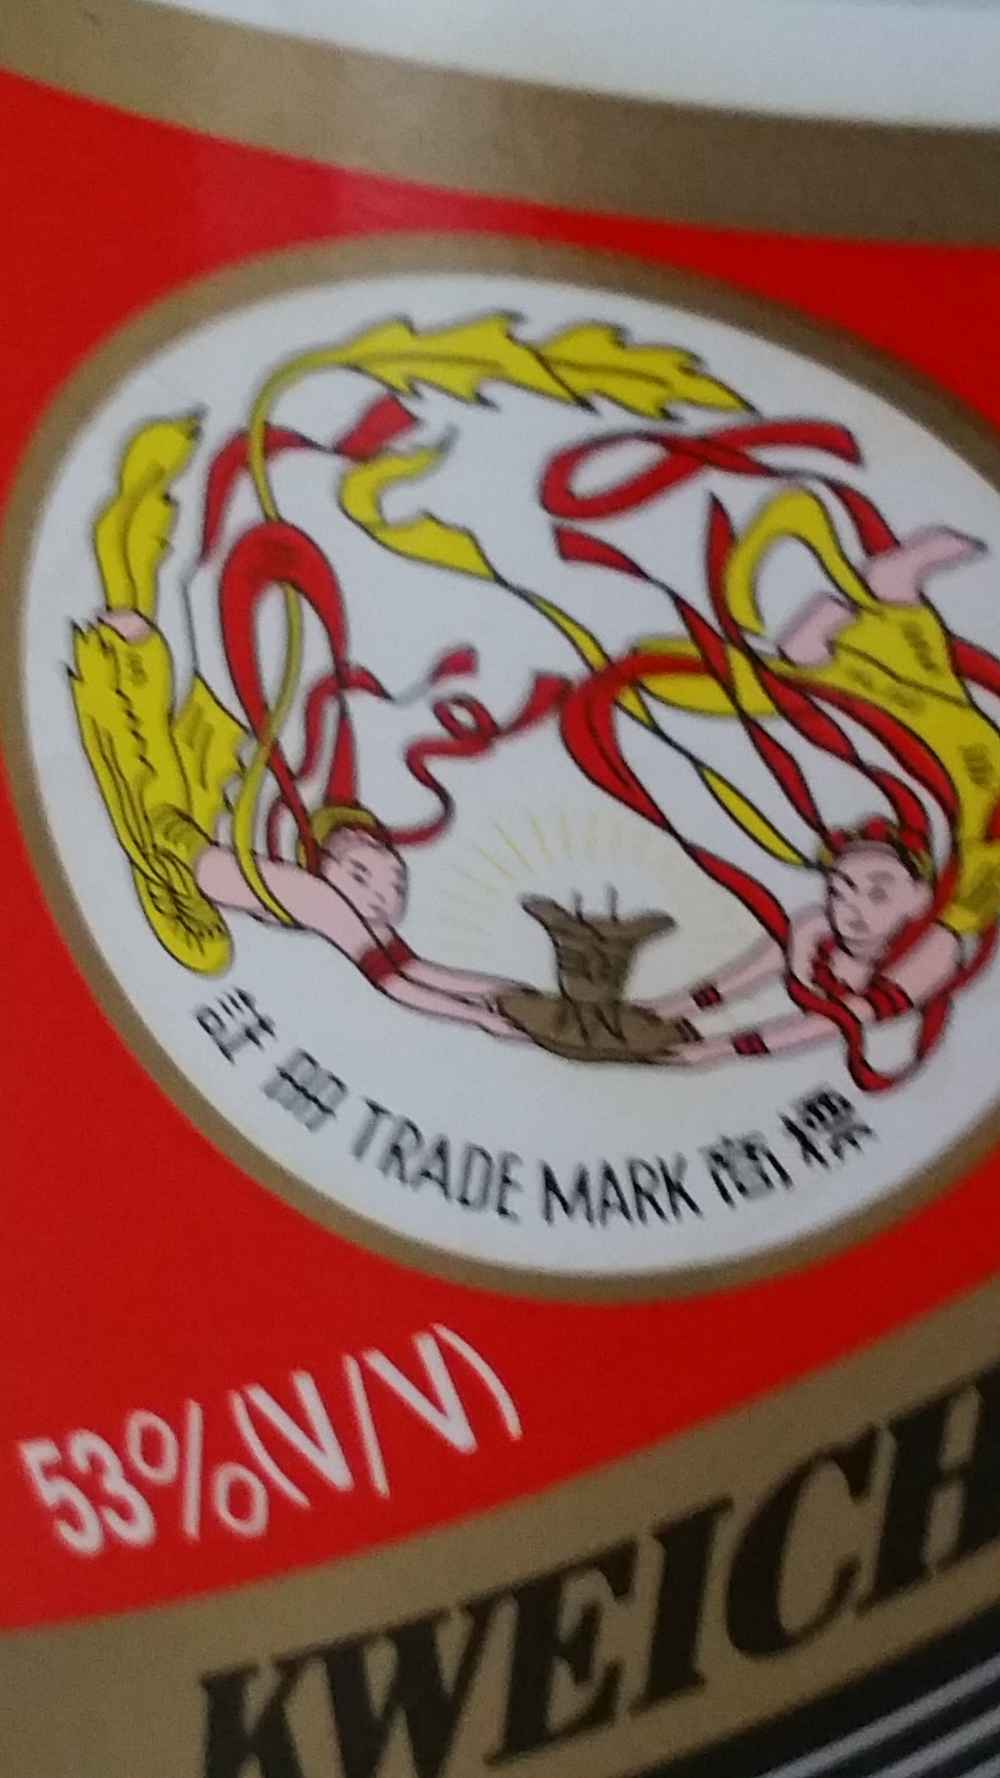 註冊 TRADE MARK 商標
53%(V/V)
KWEICH